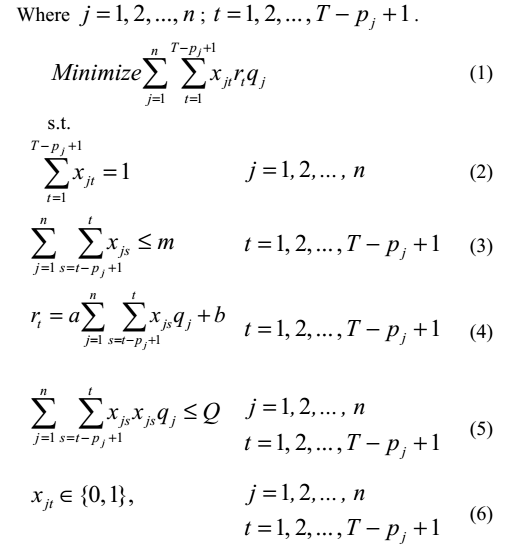 Where j = 1, 2, ..., n ; t = 1, 2, ..., T − p_j + 1 .
Minimize ∑_{j=1}^{n} ∑_{t=1}^{T−p_j+1} x_{jt} r_t q_j (1)
s.t.
∑_{t=1}^{T−p_j+1} x_{jt} = 1 j = 1, 2, ... , n (2)
∑_{j=1}^{n} ∑_{s=t−p_j+1}^{t} x_{js} ≤ m t = 1, 2, ... , T − p_j + 1 (3)
r_t = a ∑_{j=1}^{n} ∑_{s=t−p_j+1}^{t} x_{js} q_j + b t = 1, 2, ... , T − p_j + 1 (4)
∑_{j=1}^{n} ∑_{s=t−p_j+1}^{t} x_{js} x_{js} q_j ≤ Q j = 1, 2, ... , n
t = 1, 2, ... , T − p_j + 1 (5)
x_{jt} ∈ {0, 1}, j = 1, 2, ... , n
t = 1, 2, ... , T − p_j + 1 (6)